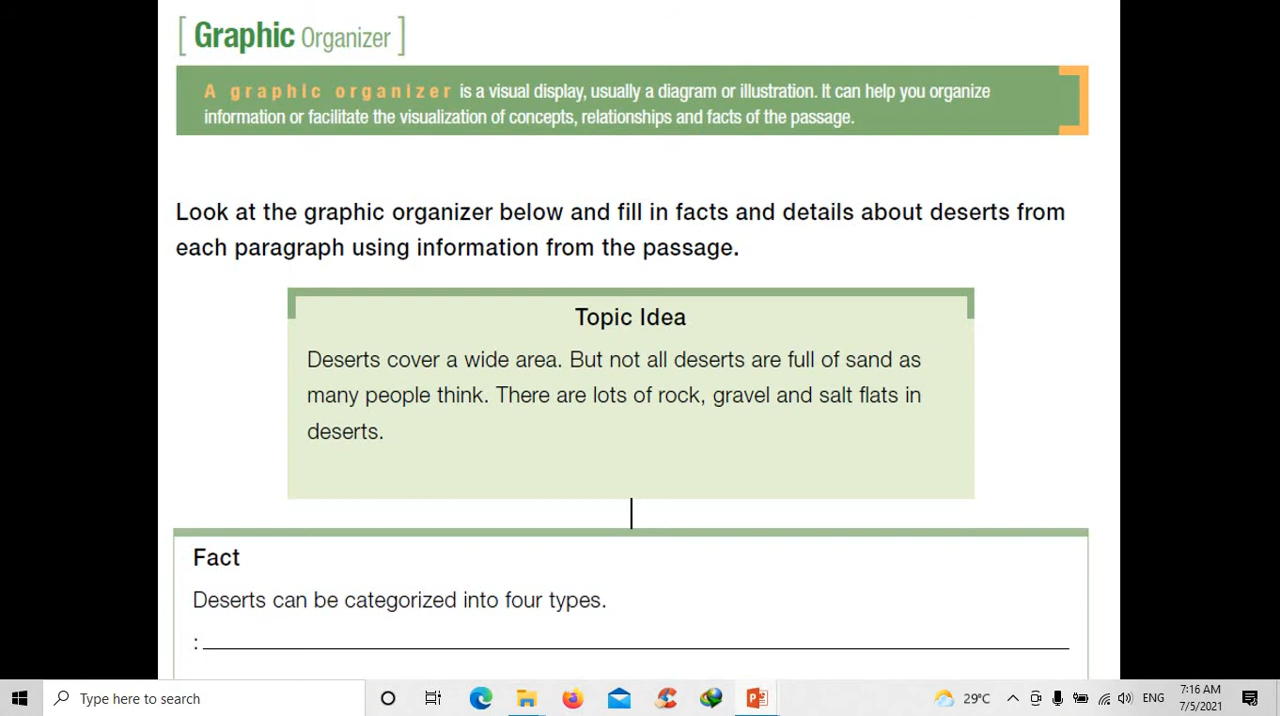 [ Graphic Organizer ]
A graphic organizer is a visual display, usually a diagram or illustration. It can help you organize
information or facilitate the visualization of concepts, relationships and facts of the passage.
Look at the graphic organizer below and fill in facts and details about deserts from
each paragraph using information from the passage.
Topic Idea
Deserts cover a wide area. But not all deserts are full of sand as
many people think. There are lots of rock, gravel and salt flats in
deserts.
Fact
Deserts can be categorized into four types.
:
Type here to search
29°C
ENG
7:16 AM
7/5/2021